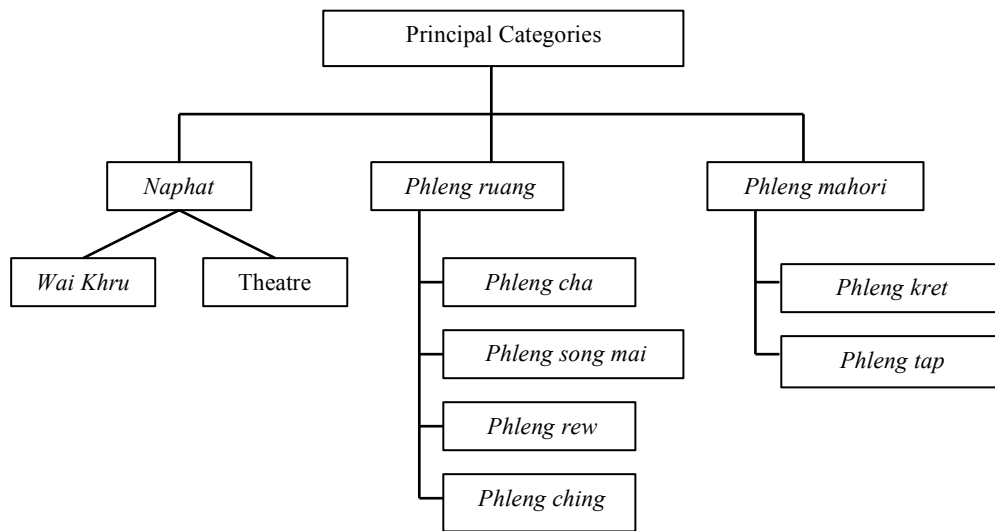 Principal Categories
Naphat
Phleng ruang
Phleng mahori
Wai Khru
Theatre
Phleng cha
Phleng song mai
Phleng rew
Phleng ching
Phleng kret
Phleng tap